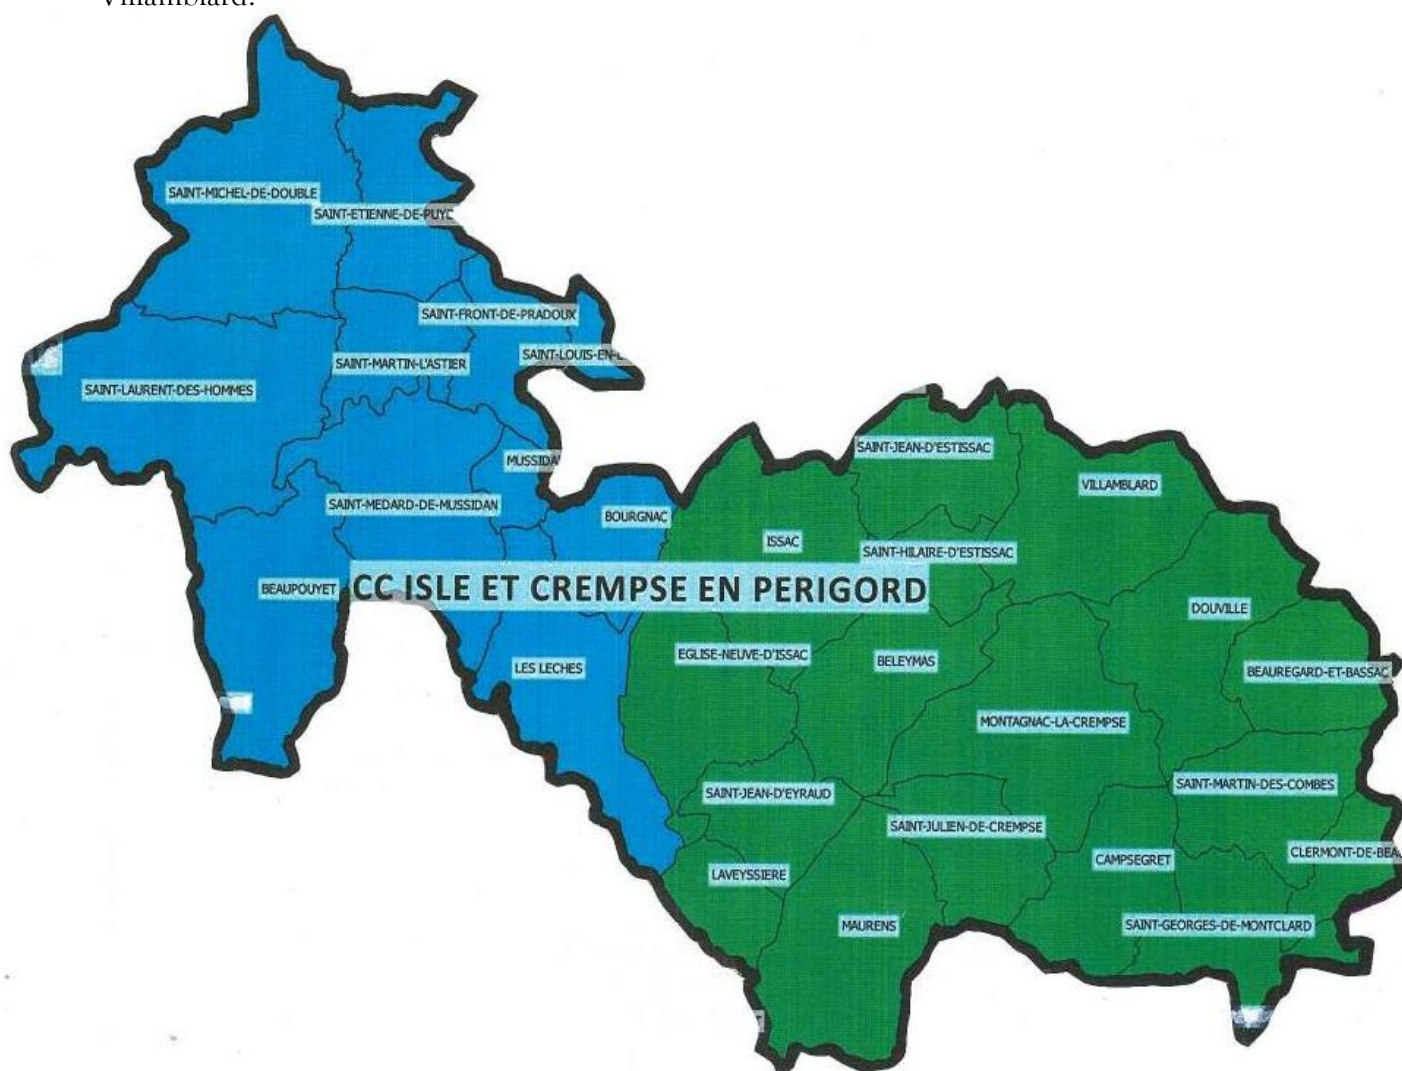 Villamblard.
SAINT-MICHEL-DE-DOUBLE
SAINT-ETIENNE-DE-PUYC
SAINT-FRONT-DE-PRADOUX
SAINT-LOUIS-EN-L
SAINT-MARTIN-L'ASTIER
SAINT-LAURENT-DES-HOMMES
SAINT-JEAN-D'ESTISSAC
MUSSIDA
VILLAMBLARD
SAINT-MEDARD-DE-MUSSIDAN
BOURGNAC
ISSAC
SAINT-HILAIRE-D'ESTISSAC
BEAUPOUYET
CC ISLE ET CREMPSE EN PERIGORD
DOUVILLE
EGLISE-NEUVE-D'ISSAC
BELEYMAS
LES LECHES
BEAUREGARD-ET-BASSAC
MONTAGNAC-LA-CREMPSE
SAINT-JEAN-D'EYRAUD
SAINT-MARTIN-DES-COMBES
SAINT-JULIEN-DE-CREMPSE
CLERMONT-DE-BEAU
CAMPSEGRET
LAVEYSSIERE
MAURENS
SAINT-GEORGES-DE-MONTCLARD